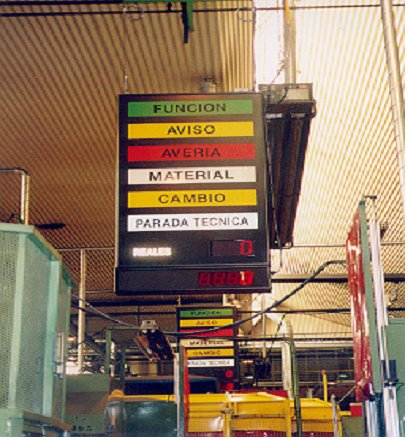 FUNCION
AVISO
AVERIA
MATERIAL
CAMBIO
PARADA TECNICA
REALES
FUNCION
AVISO
MATERIAL
CAMBIO
PARADA TECNICA